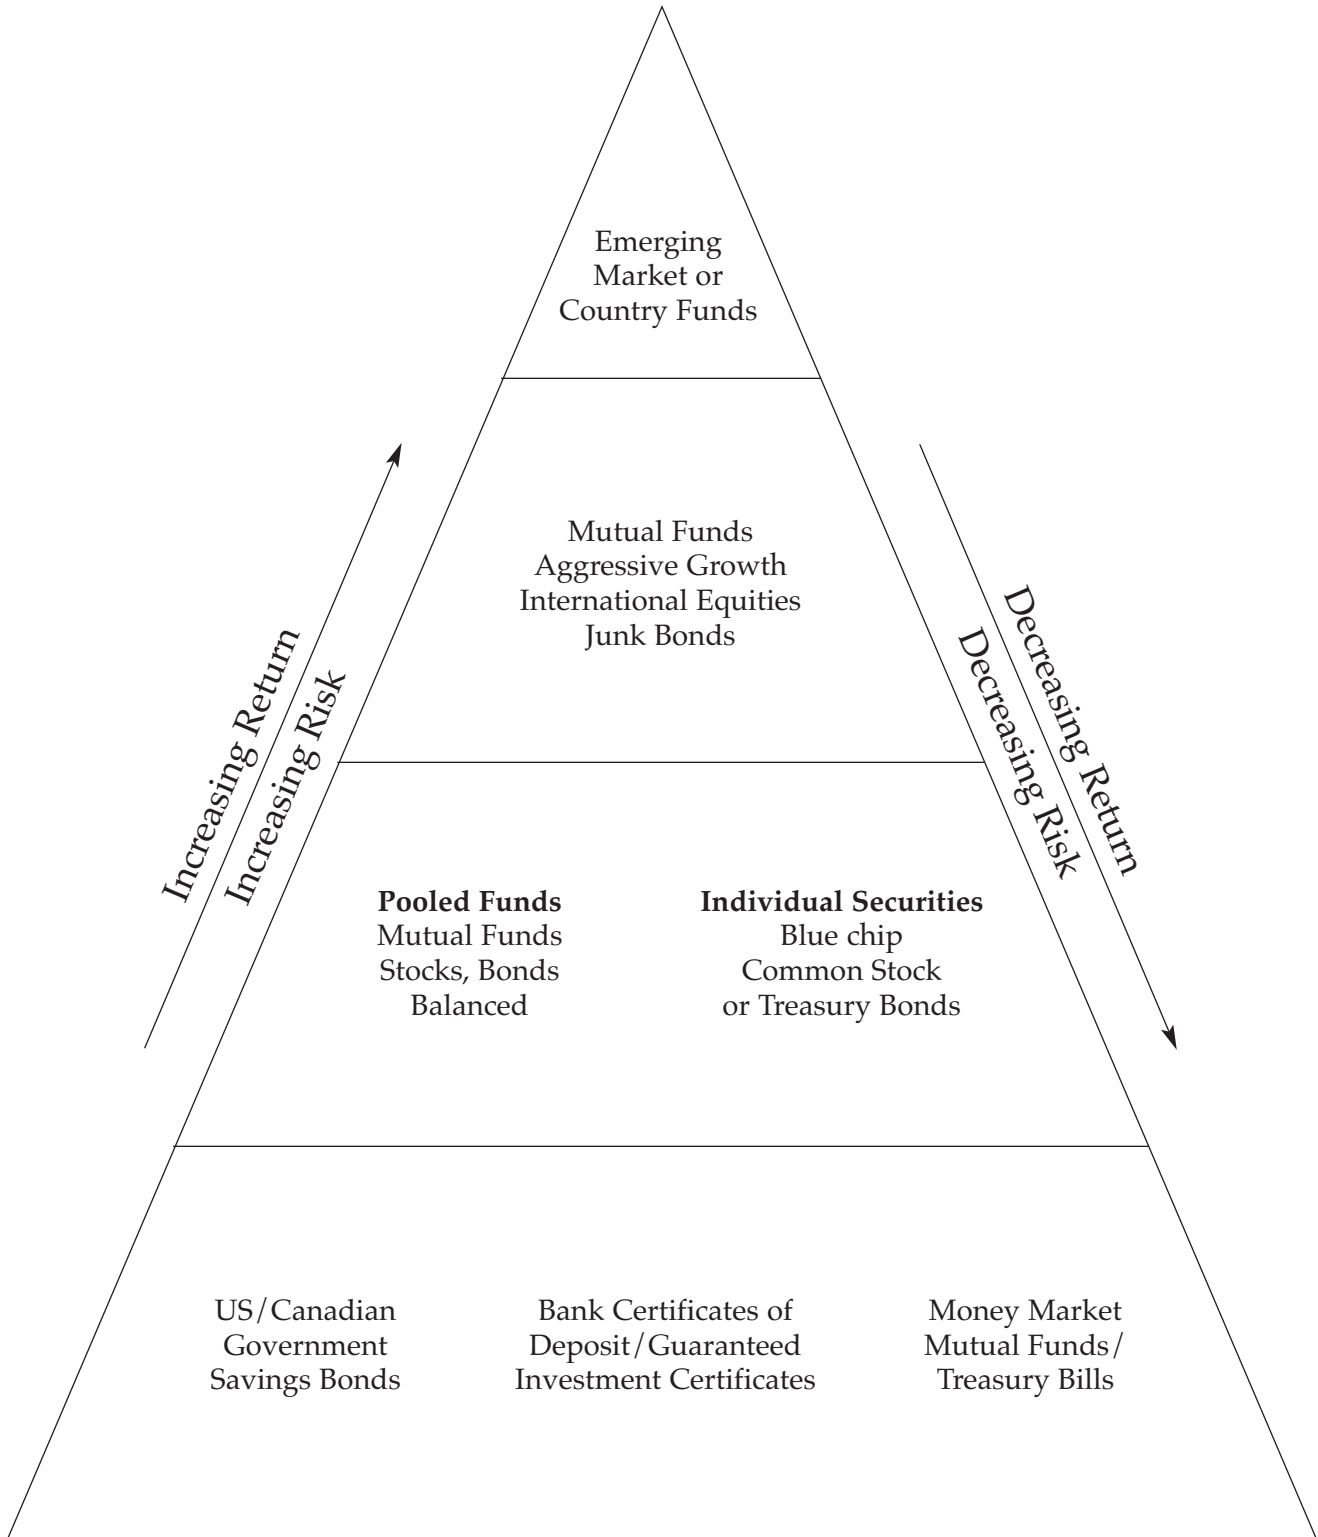 Emerging
Market or
Country Funds
Mutual Funds
Aggressive Growth
International Equities
Junk Bonds
Increasing Return
Increasing Risk
Decreasing Return
Decreasing Risk
Pooled Funds
Mutual Funds
Stocks, Bonds
Balanced
Individual Securities
Blue chip
Common Stock
or Treasury Bonds
US/Canadian
Government
Savings Bonds
Bank Certificates of
Deposit/Guaranteed
Investment Certificates
Money Market
Mutual Funds/
Treasury Bills